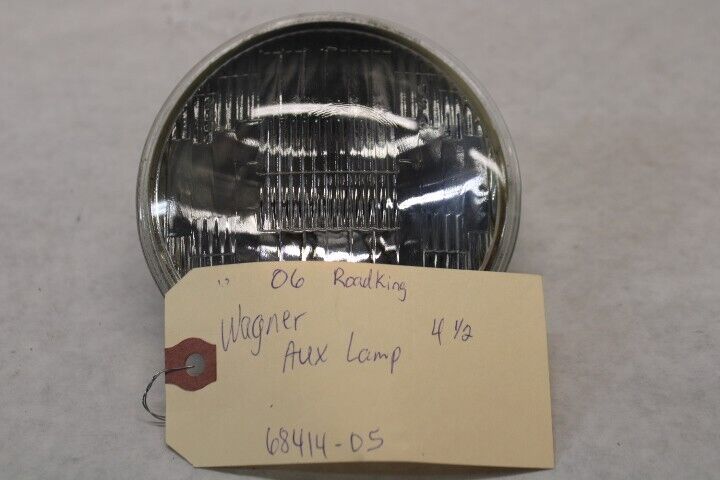 06 RoadKing
Wagner 4 1/2
Aux Lamp
68414-05